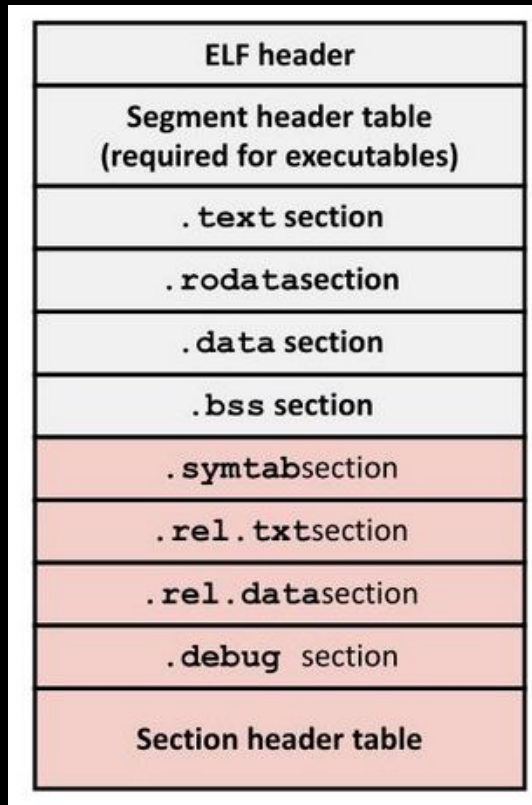 ELF header
Segment header table
(required for executables)
.text section
.rodatasection
.data section
.bss section
.symtabsection
.rel.txtsection
.rel.datasection
.debug section
Section header table